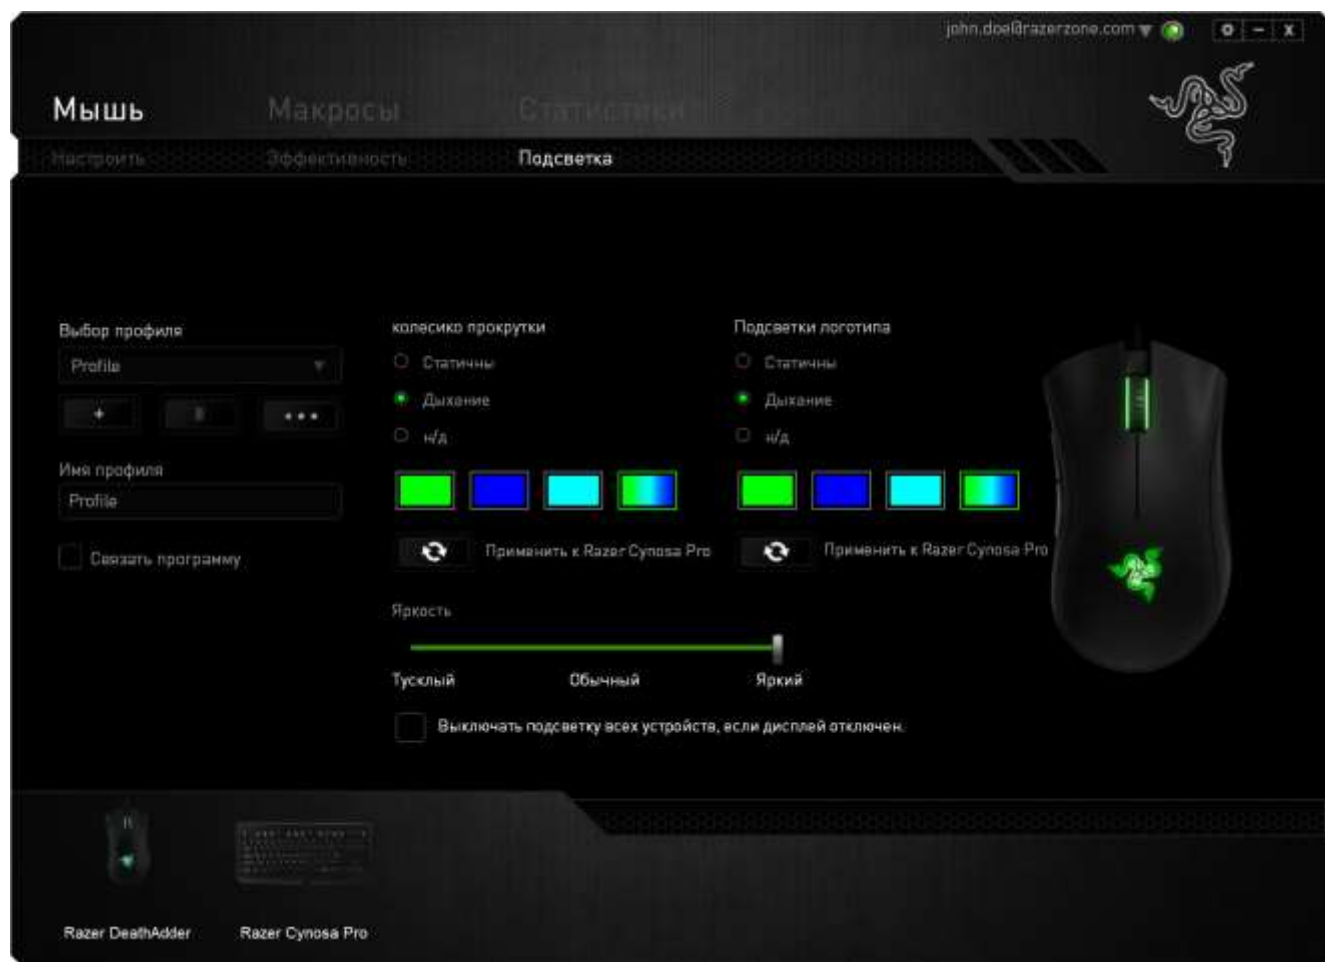 john.doe@razerzone.com
Мышь
Макросы
Статистики
Настроить
Эффективность
Подсветка
Выбор профиля
Profile
Имя профиля
Profile
Связать программу
колесико прокрутки
Статичны
Дыхание
н/д
Применить к Razer Cynosa Pro
Подсветки логотипа
Статичны
Дыхание
н/д
Применить к Razer Cynosa Pro
Яркость
Тусклый
Обычный
Яркий
Выключать подсветку всех устройств, если дисплей отключен.
Razer DeathAdder
Razer Cynosa Pro